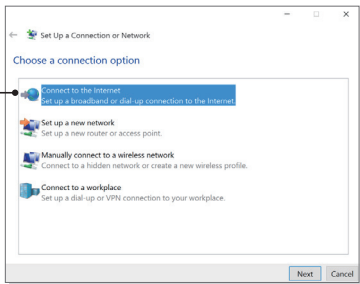 Set Up a Connection or Network
Choose a connection option
Connect to the Internet
Set up a broadband or dial-up connection to the Internet.
Set up a new network
Set up a new router or access point.
Manually connect to a wireless network
Connect to a hidden network or create a new wireless profile.
Connect to a workplace
Set up a dial-up or VPN connection to your workplace.
Next Cancel